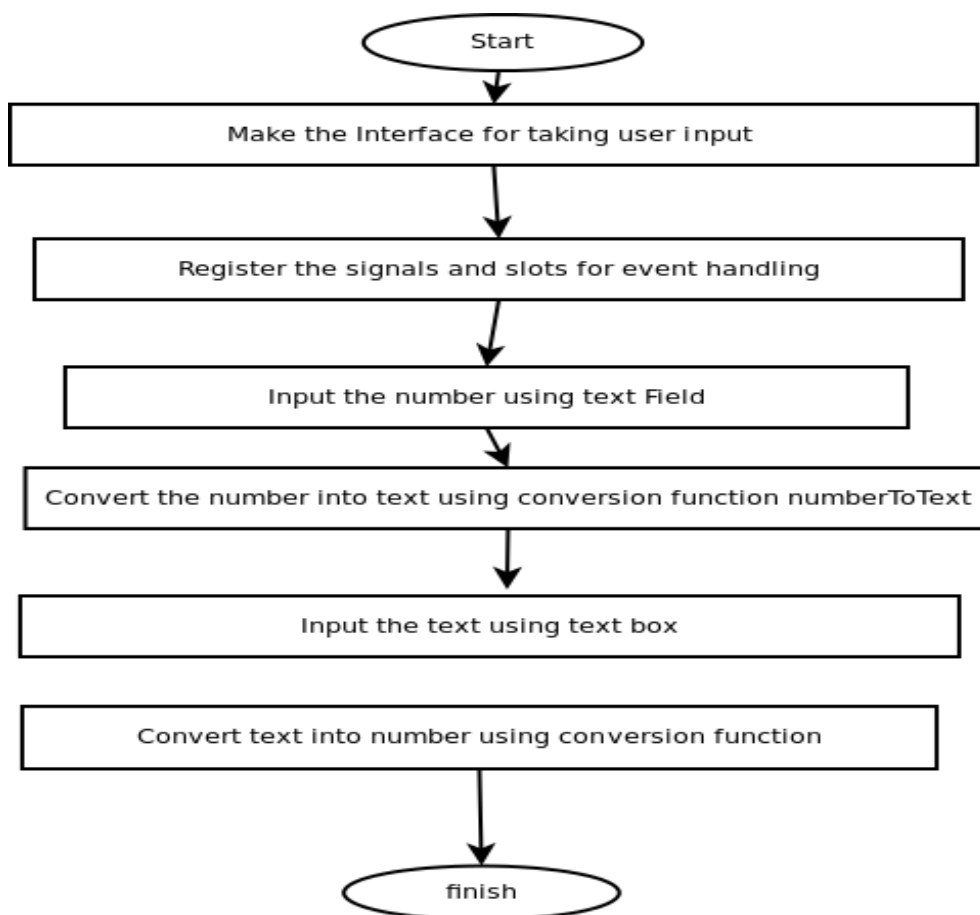 Start
Make the Interface for taking user input
Register the signals and slots for event handling
Input the number using text Field
Convert the number into text using conversion function numberToText
Input the text using text box
Convert text into number using conversion function
finish